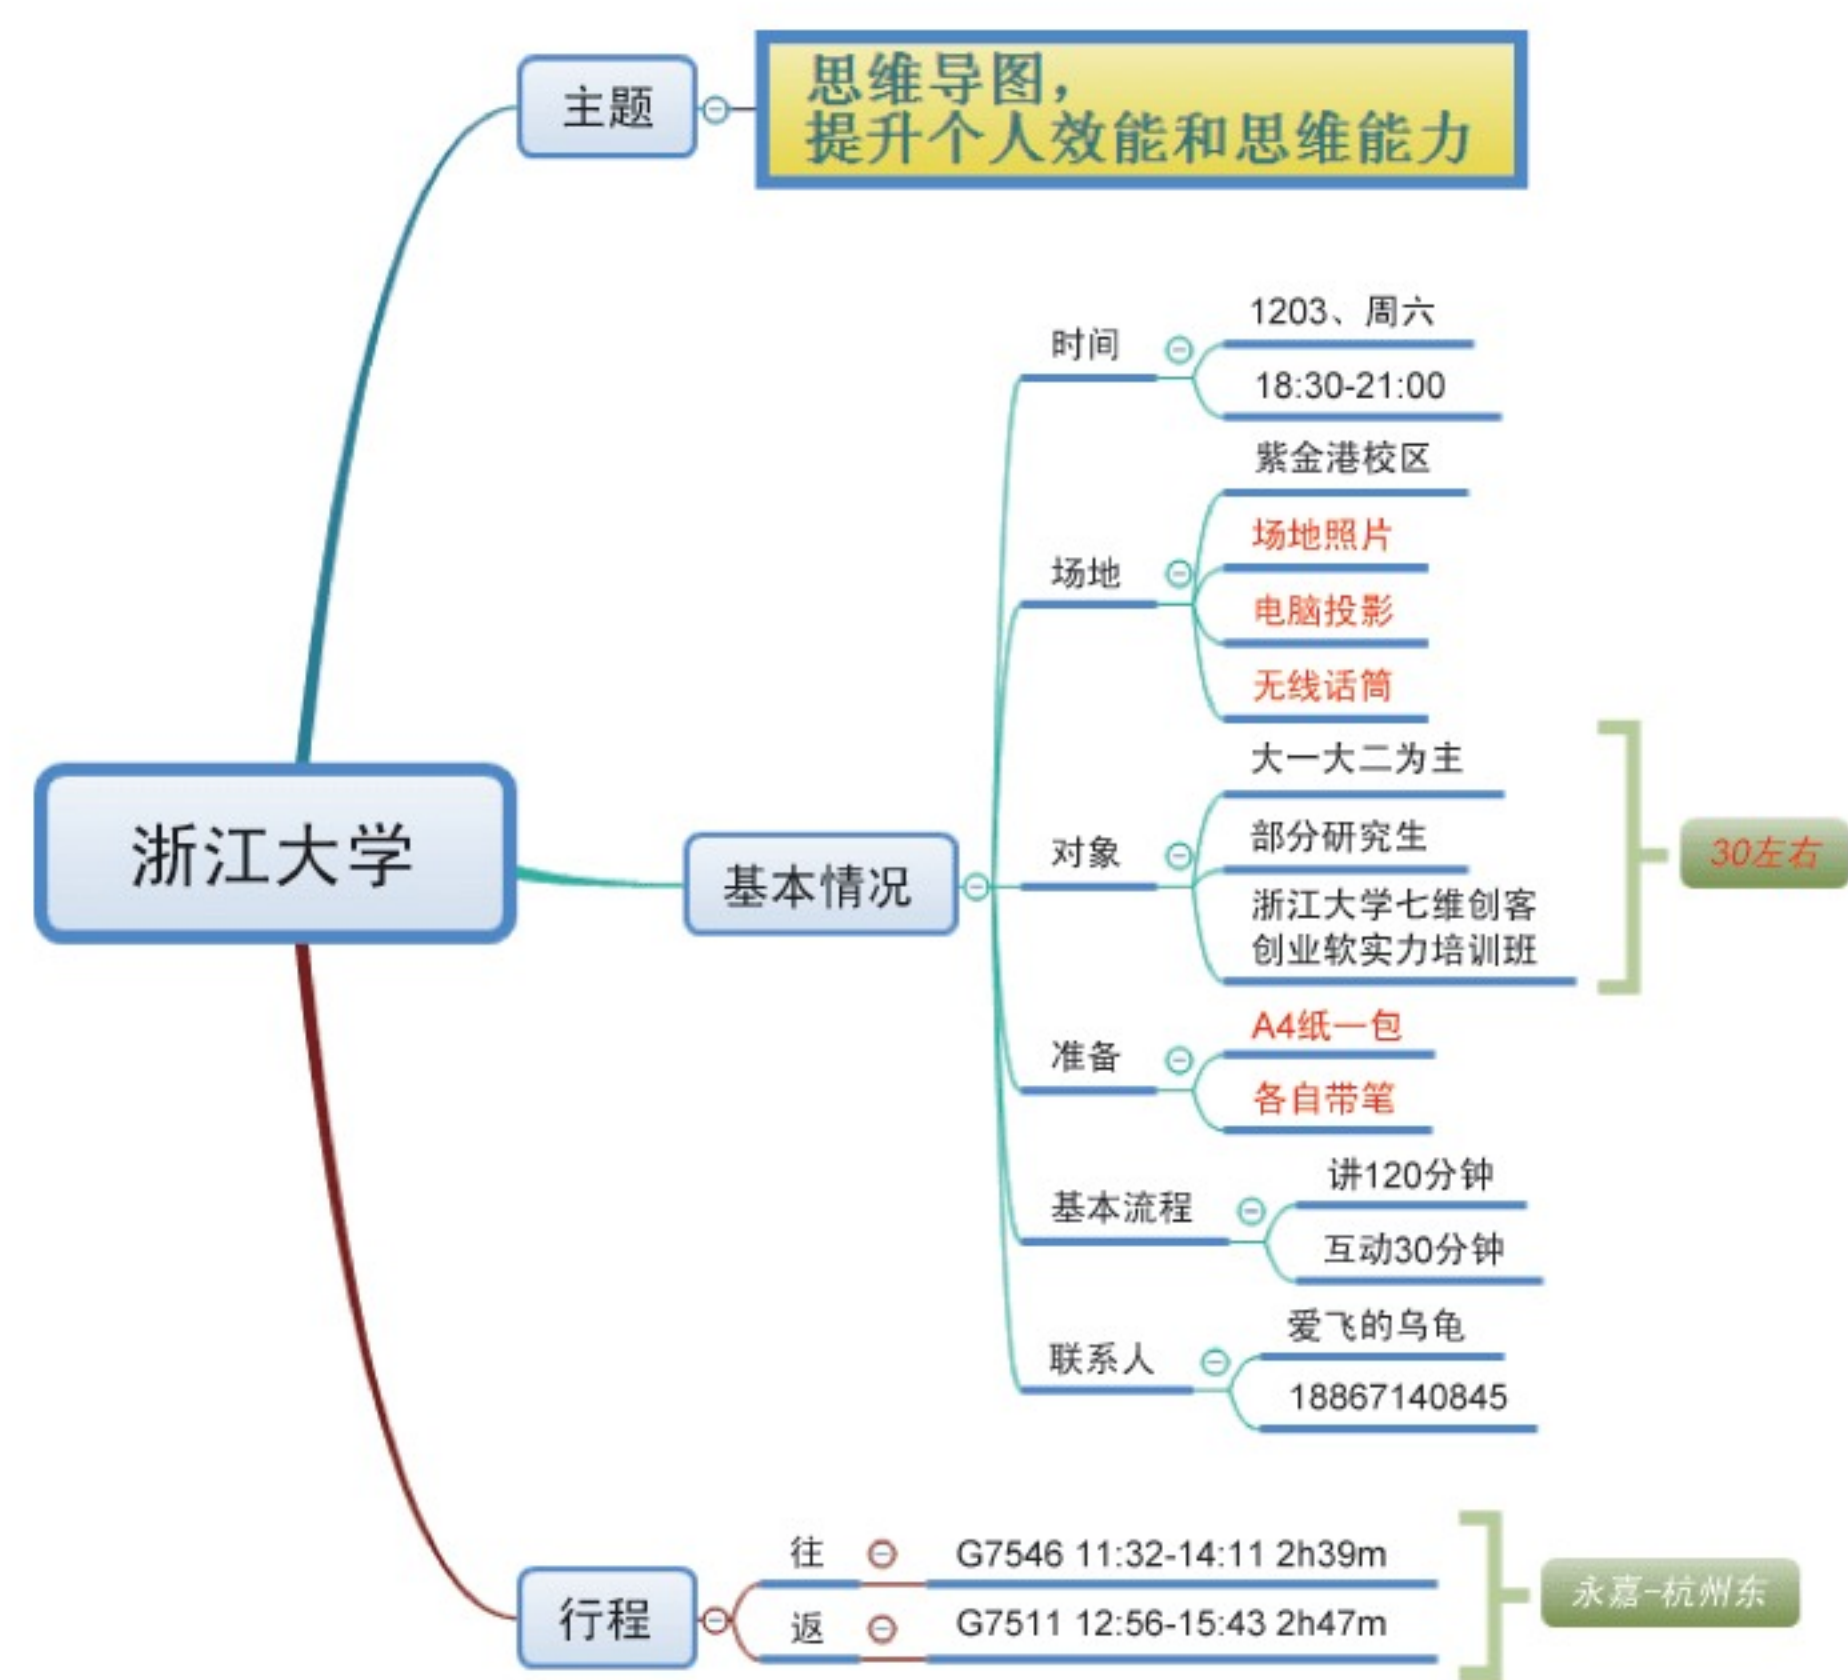 主题
思维导图，
提升个人效能和思维能力
浙江大学
基本情况
时间
1203、周六
18:30-21:00
场地
紫金港校区
场地照片
电脑投影
无线话筒
对象
大一大二为主
部分研究生
浙江大学七维创客
创业软实力培训班
30左右
准备
A4纸一包
各自带笔
基本流程
讲120分钟
互动30分钟
联系人
爱飞的乌龟
18867140845
行程
往
G7546 11:32-14:11 2h39m
返
G7511 12:56-15:43 2h47m
永嘉-杭州东